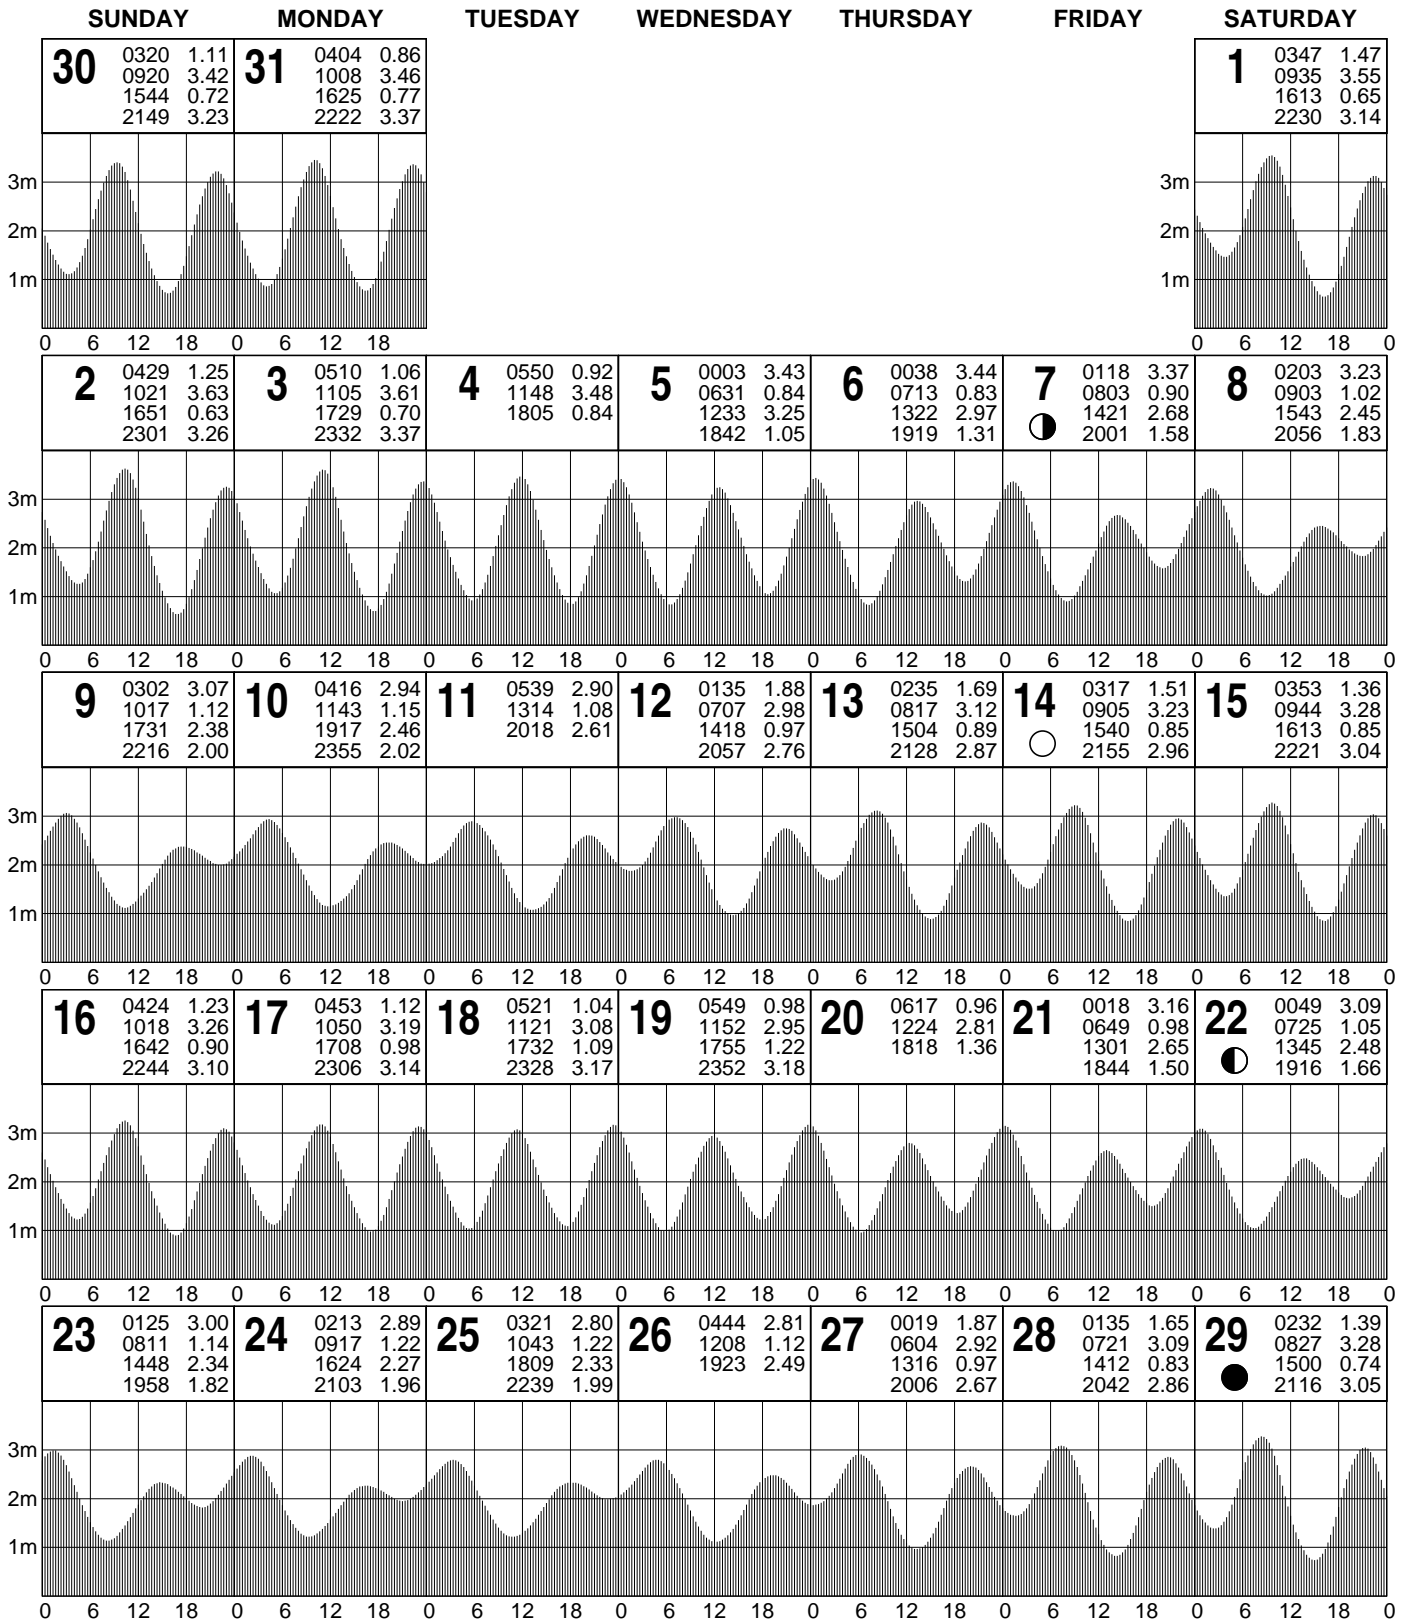 SUNDAY MONDAY TUESDAY WEDNESDAY THURSDAY FRIDAY SATURDAY
30 0320 1.11 31 0404 0.86 1 0347 1.47
0920 3.42 1008 3.46 0935 3.55
1544 0.72 1625 0.77 1613 0.65
2149 3.23 2222 3.37 2230 3.14
3m 3m
2m 2m
1m 1m
0 6 12 18 0 6 12 18 0 6 12 18 0
2 0429 1.25 3 0510 1.06 4 0550 0.92 5 0003 3.43 6 0038 3.44 7 0118 3.37 8 0203 3.23
1021 3.63 1105 3.61 1148 3.48 0631 0.84 0713 0.83 0803 0.90 0903 1.02
1651 0.63 1729 0.70 1805 0.84 1233 3.25 1322 2.97 1421 2.68 1543 2.45
2301 3.26 2332 3.37 1842 1.05 1919 1.31 2001 1.58 2056 1.83
3m
2m
1m
0 6 12 18 0 6 12 18 0 6 12 18 0 6 12 18 0 6 12 18 0 6 12 18 0 6 12 18 0
9 0302 3.07 10 0416 2.94 11 0539 2.90 12 0135 1.88 13 0235 1.69 14 0317 1.51 15 0353 1.36
1017 1.12 1143 1.15 1314 1.08 0707 2.98 0817 3.12 0905 3.23 0944 3.28
1731 2.38 1917 2.46 2018 2.61 1418 0.97 1504 0.89 1540 0.85 1613 0.85
2216 2.00 2355 2.02 2057 2.76 2128 2.87 2155 2.96 2221 3.04
3m
2m
1m
0 6 12 18 0 6 12 18 0 6 12 18 0 6 12 18 0 6 12 18 0 6 12 18 0 6 12 18 0
16 0424 1.23 17 0453 1.12 18 0521 1.04 19 0549 0.98 20 0617 0.96 21 0018 3.16 22 0049 3.09
1018 3.26 1050 3.19 1121 3.08 1152 2.95 1224 2.81 0649 0.98 0725 1.05
1642 0.90 1708 0.98 1732 1.09 1755 1.22 1818 1.36 1301 2.65 1345 2.48
2244 3.10 2306 3.14 2328 3.17 2352 3.18 1844 1.50 1916 1.66
3m
2m
1m
0 6 12 18 0 6 12 18 0 6 12 18 0 6 12 18 0 6 12 18 0 6 12 18 0 6 12 18 0
23 0125 3.00 24 0213 2.89 25 0321 2.80 26 0444 2.81 27 0019 1.87 28 0135 1.65 29 0232 1.39
0811 1.14 0917 1.22 1043 1.22 1208 1.12 0604 2.92 0721 3.09 0827 3.28
1448 2.34 1624 2.27 1809 2.33 1923 2.49 1316 0.97 1412 0.83 1500 0.74
1958 1.82 2103 1.96 2239 1.99 2006 2.67 2042 2.86 2116 3.05
3m
2m
1m
0 6 12 18 0 6 12 18 0 6 12 18 0 6 12 18 0 6 12 18 0 6 12 18 0 6 12 18 0